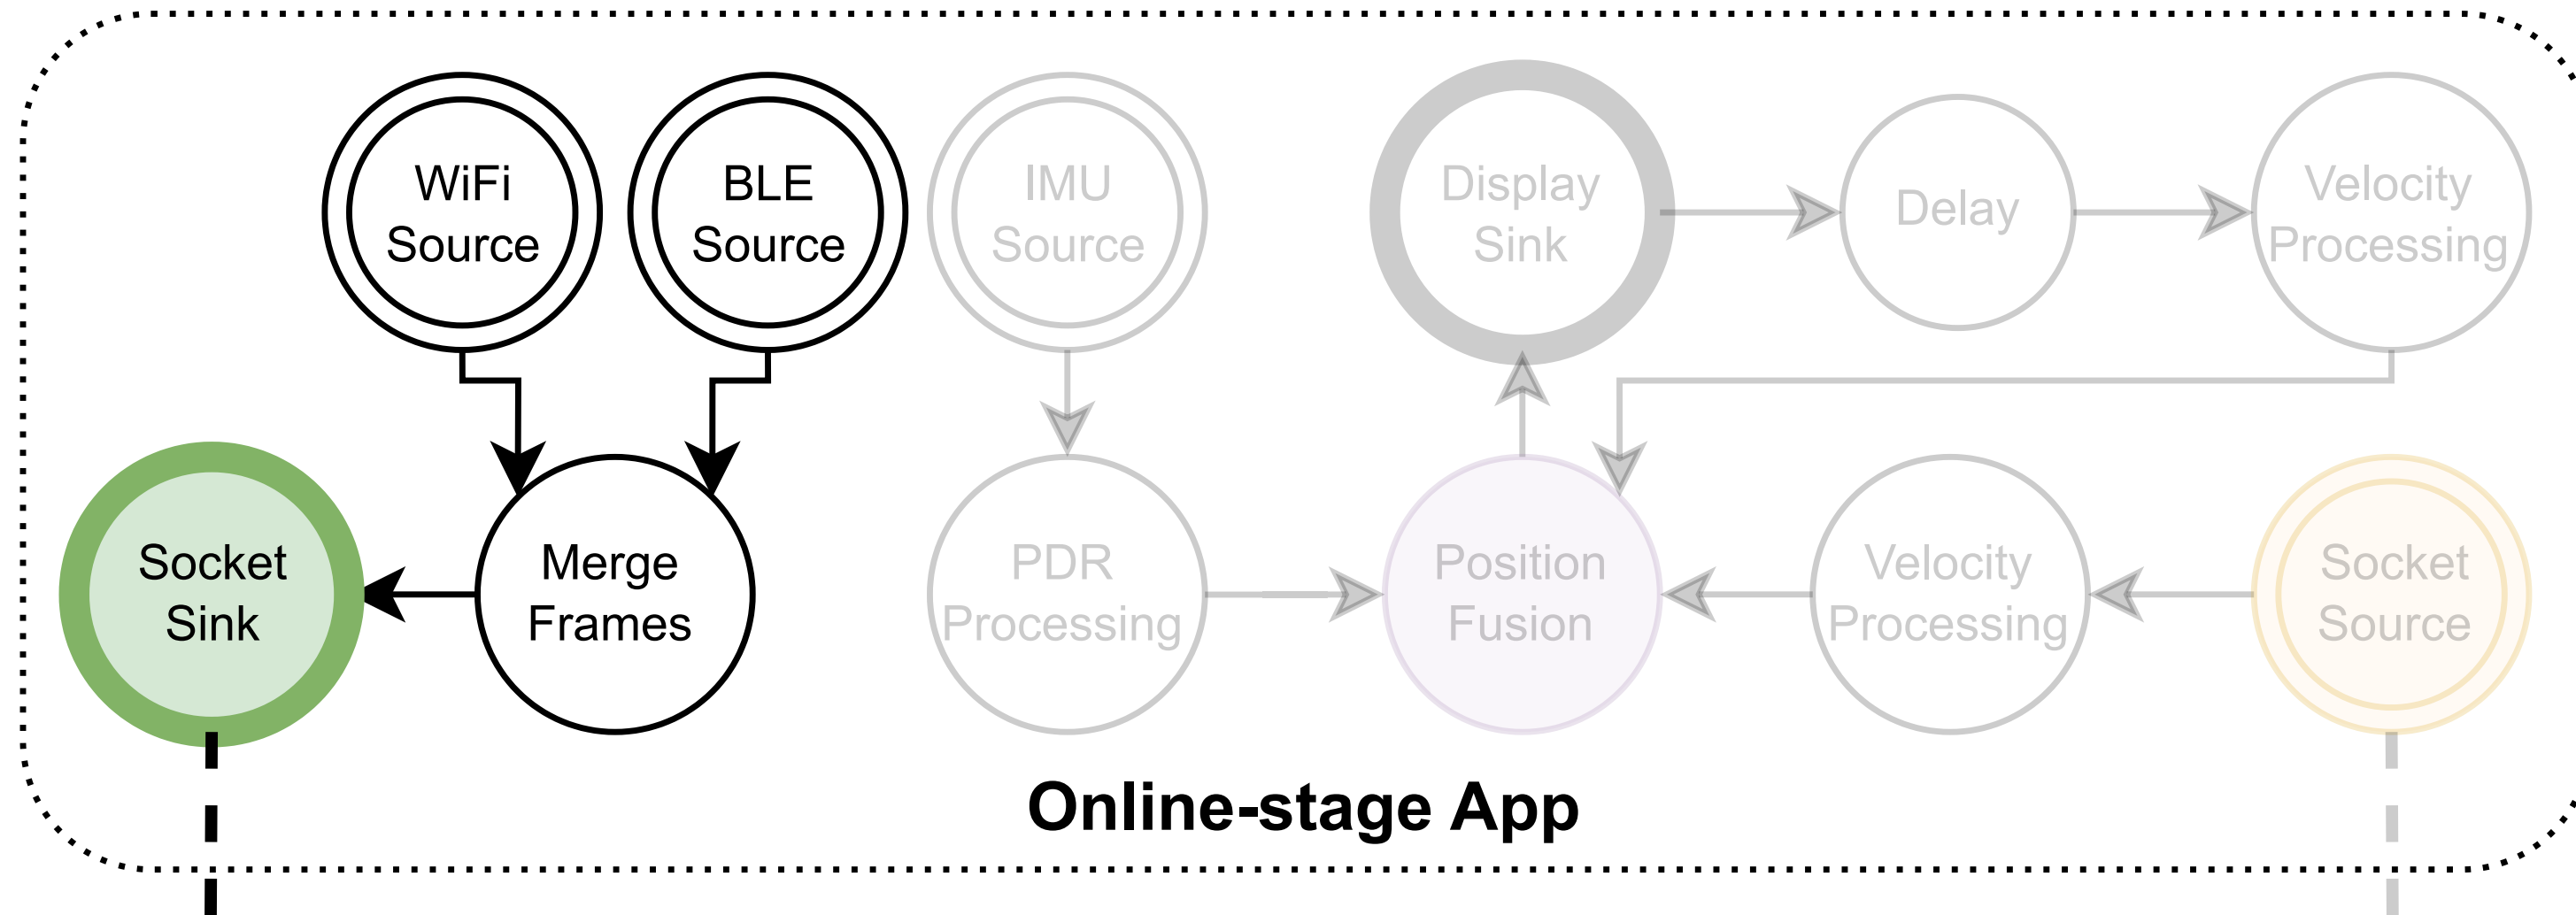 WiFi
Source
BLE
Source
IMU
Source
Display
Sink
Delay
Velocity
Processing
Socket
Sink
Merge
Frames
PDR
Processing
Position
Fusion
Velocity
Processing
Socket
Source
Online-stage App